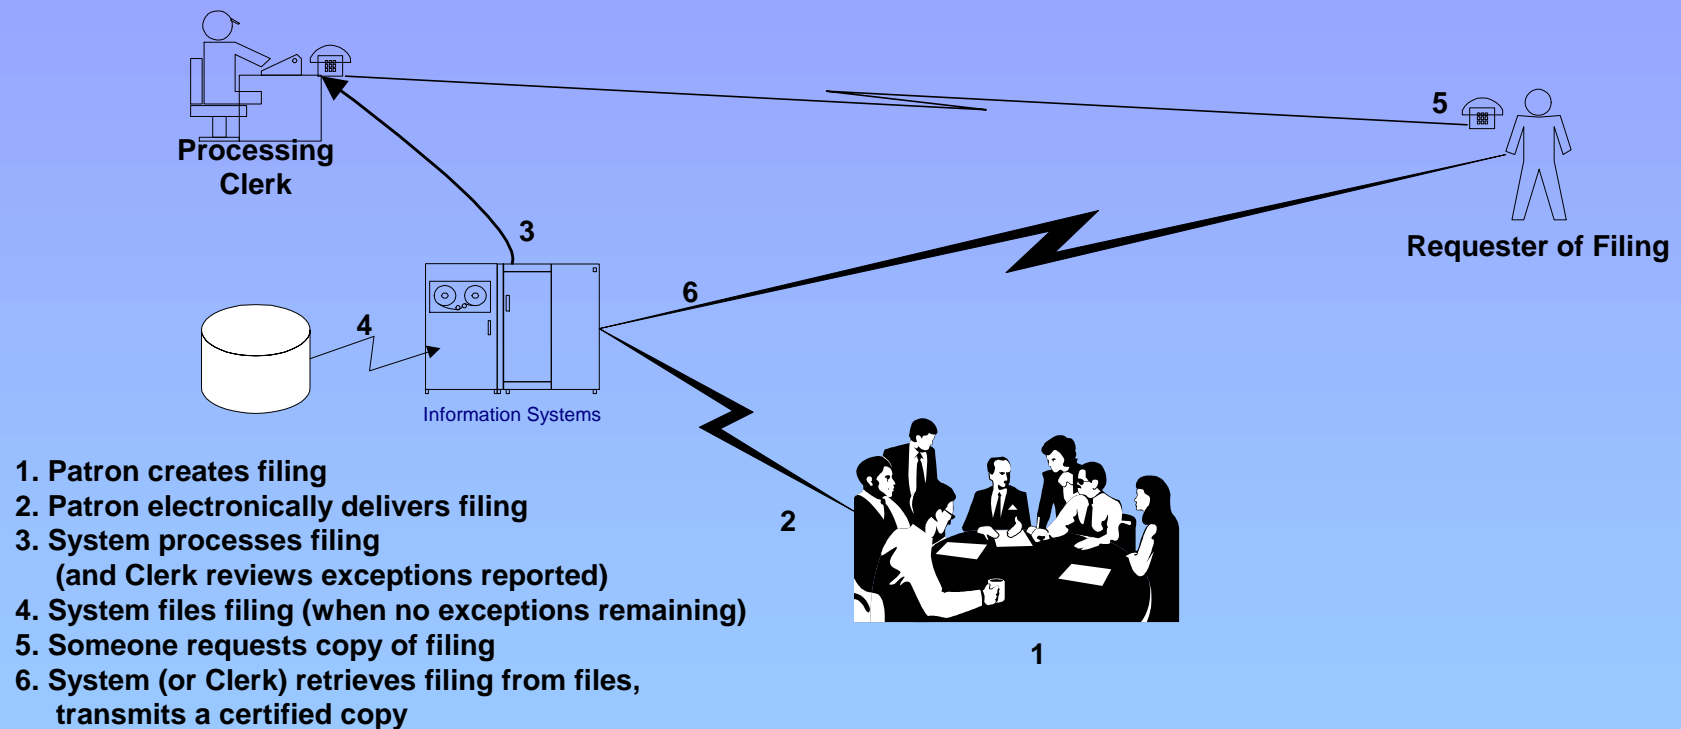 5
Processing
Clerk
3
Requester of Filing
6
4
Information Systems
1. Patron creates filing
2. Patron electronically delivers filing
2
3. System processes filing
(and Clerk reviews exceptions reported)
4. System files filing (when no exceptions remaining)
5. Someone requests copy of filing
1
6. System (or Clerk) retrieves filing from files,
transmits a certified copy